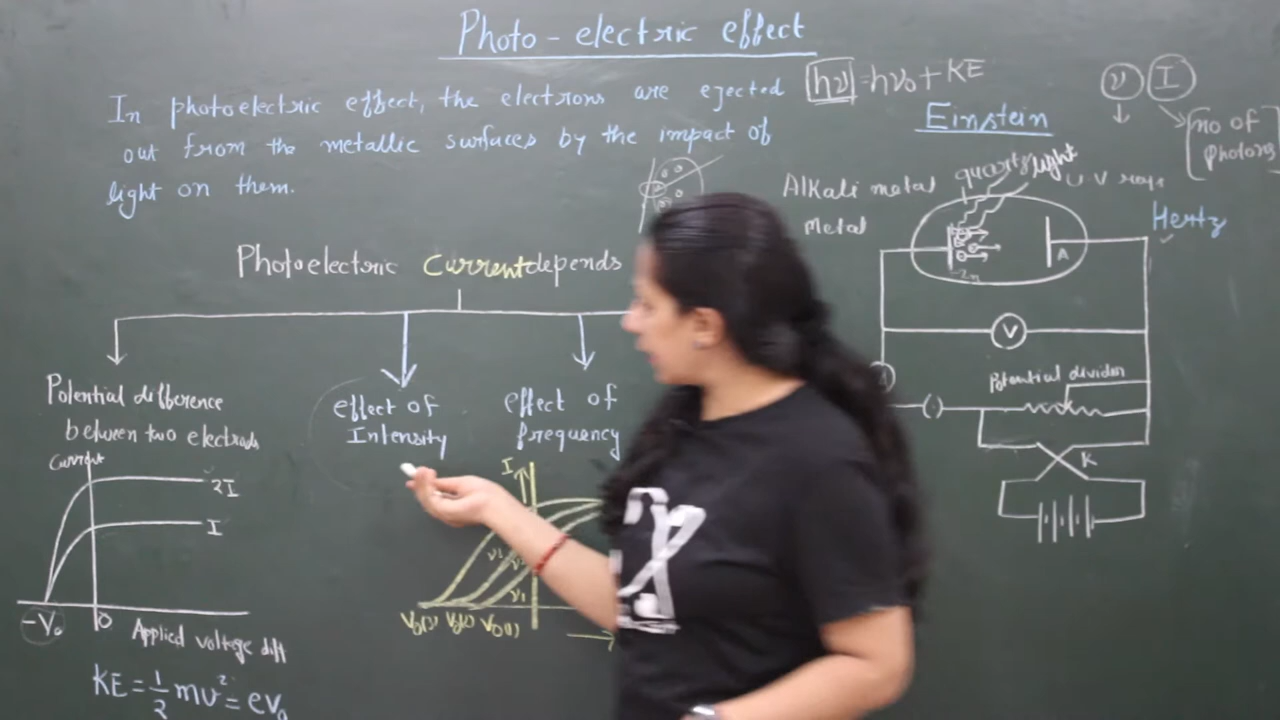 Photo-electric effect
In photoelectric effect, the electrons are ejected
out from the metallic surfaces by the impact of
light on them.
hν = hν₀ + KE
Einstein
ν I
no of
photons
Alkali metal
Metal
quartz
light
UV rays
Hertz
A
V
Potential divider
K
Photoelectric Current depends
Potential difference
between two electrods
Current
2I
I
-V₀ 0 Applied voltage diff
KE = 1/2 mv² = eV₀
Effect of
Intensity
effect of
frequency
I
ν₁
V₀(3) V₀(2) V₀(1)